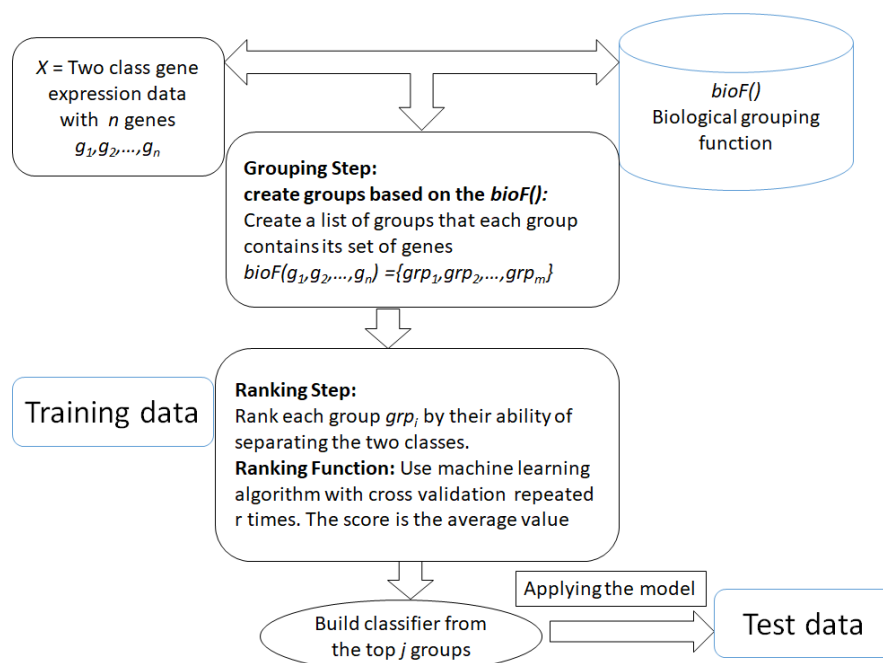 X = Two class gene
expression data
with n genes
g1,g2,...,gn
bioF()
Biological grouping
function
Grouping Step:
create groups based on the bioF():
Create a list of groups that each group
contains its set of genes
bioF(g1,g2,...,gn) ={grp1,grp2,...,grpm}
Training data
Ranking Step:
Rank each group grpi by their ability of
separating the two classes.
Ranking Function: Use machine learning
algorithm with cross validation repeated
r times. The score is the average value
Applying the model
Build classifier from
the top j groups
Test data